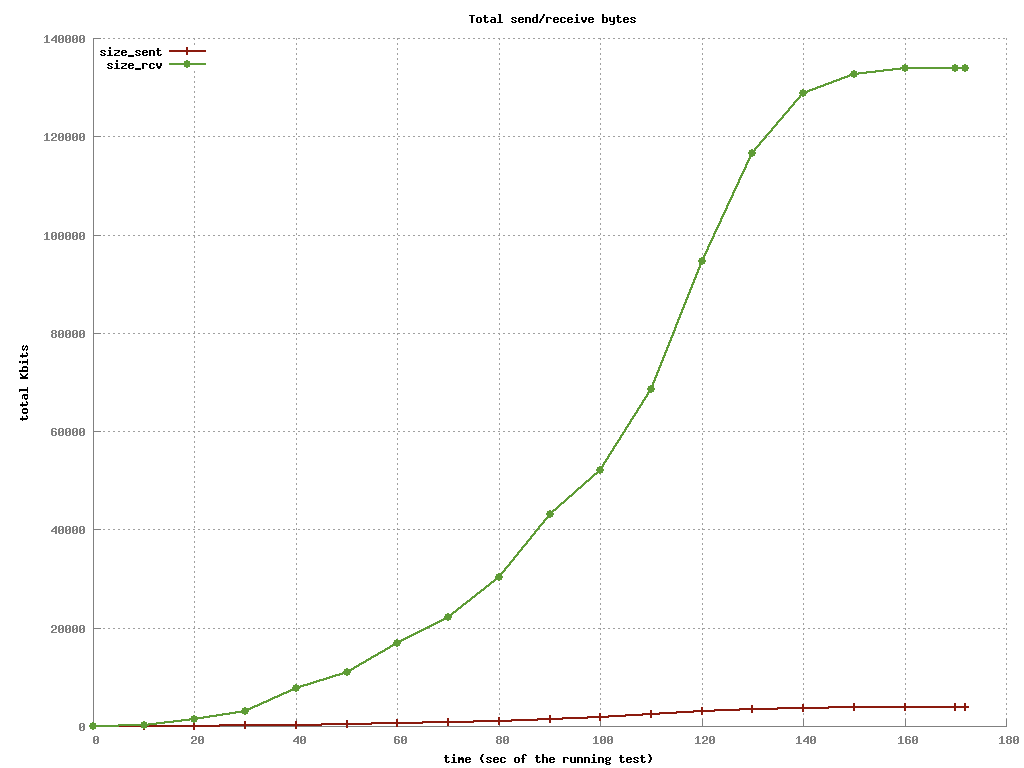 Total send/receive bytes
140000
size_sent
size_rcv
120000
100000
80000
total Kbits
60000
40000
20000
0
0 20 40 60 80 100 120 140 160 180
time (sec of the running test)